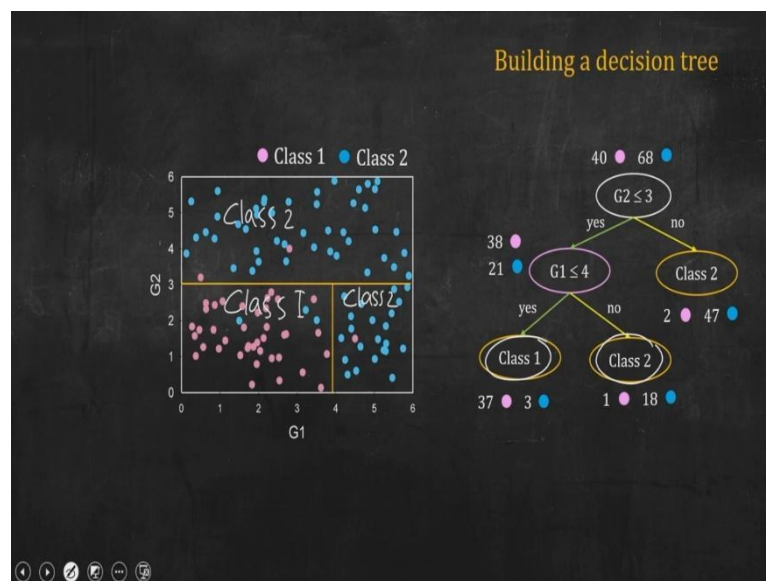 Building a decision tree
Class 1 Class 2
40 68
G2 ≤ 3
yes no
38
21
G1 ≤ 4
Class 2
2 47
yes no
Class 1
Class 2
37 3
1 18
6
5
4
3
2
1
0
G2
Class 2
Class I
Class 2
0 1 2 3 4 5 6
G1